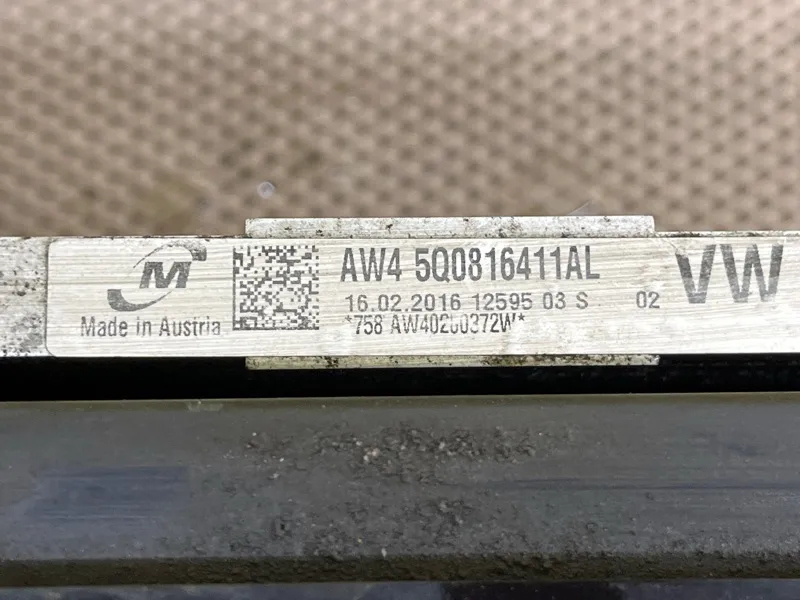 M
Made in Austria
AW4 5Q0816411AL
16.02.2016 12595 03 S 02
*758 AW40200372W*
VW